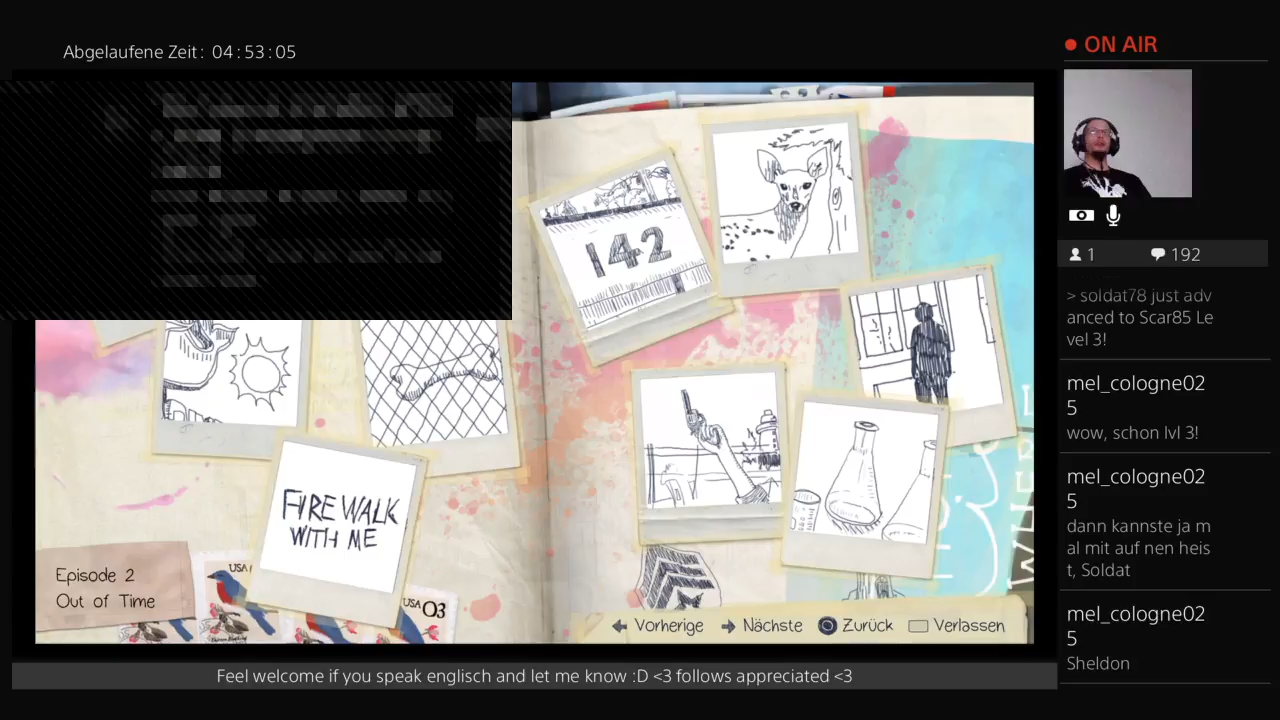 Abgelaufene Zeit: 04:53:05
ON AIR
142
1
192
> soldat78 just adv
anced to Scar85 Le
vel 3!
mel_cologne02
5
wow, schon lvl 3!
mel_cologne02
5
dann kannste ja m
al mit auf nen heis
t, Soldat
mel_cologne02
5
Sheldon
FIRE WALK
WITH ME
Episode 2
Out of Time
USA
USA 03
Vorherige
Nächste
Zurück
Verlassen
Feel welcome if you speak englisch and let me know :D <3 follows appreciated <3